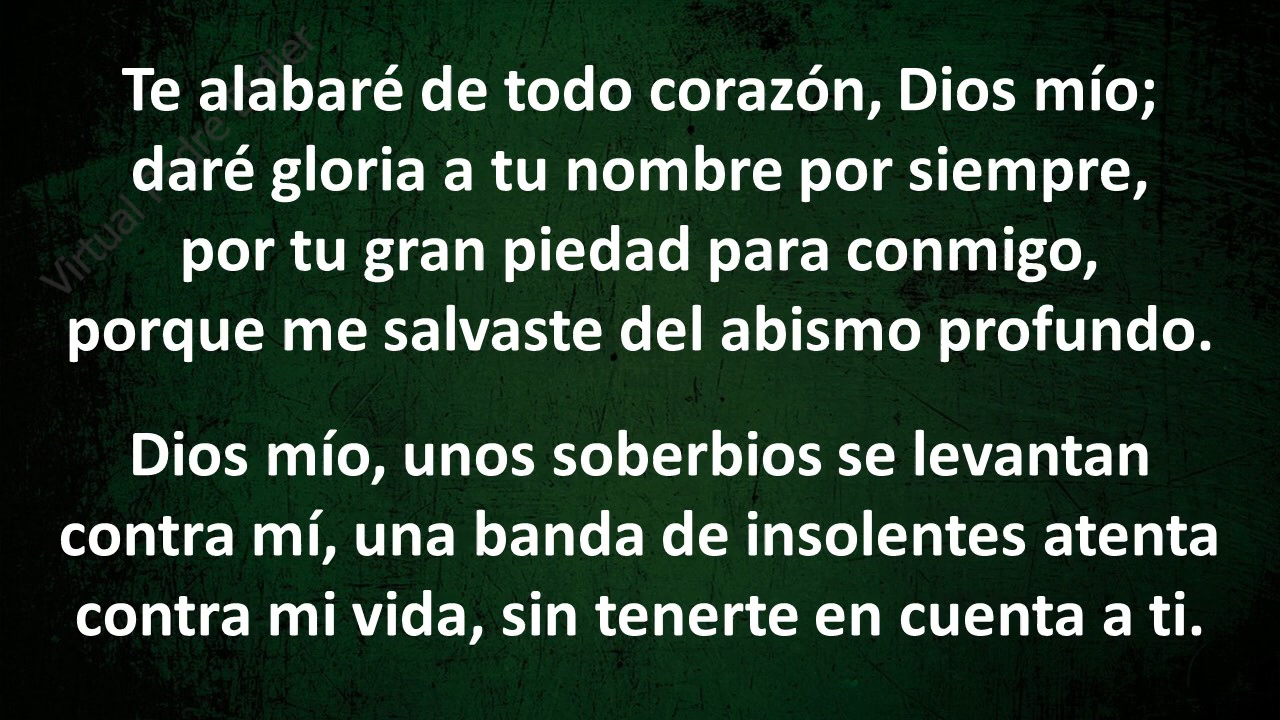 Te alabaré de todo corazón, Dios mío;
daré gloria a tu nombre por siempre,
por tu gran piedad para conmigo,
porque me salvaste del abismo profundo.
Dios mío, unos soberbios se levantan
contra mí, una banda de insolentes atenta
contra mi vida, sin tenerte en cuenta a ti.
Virtual